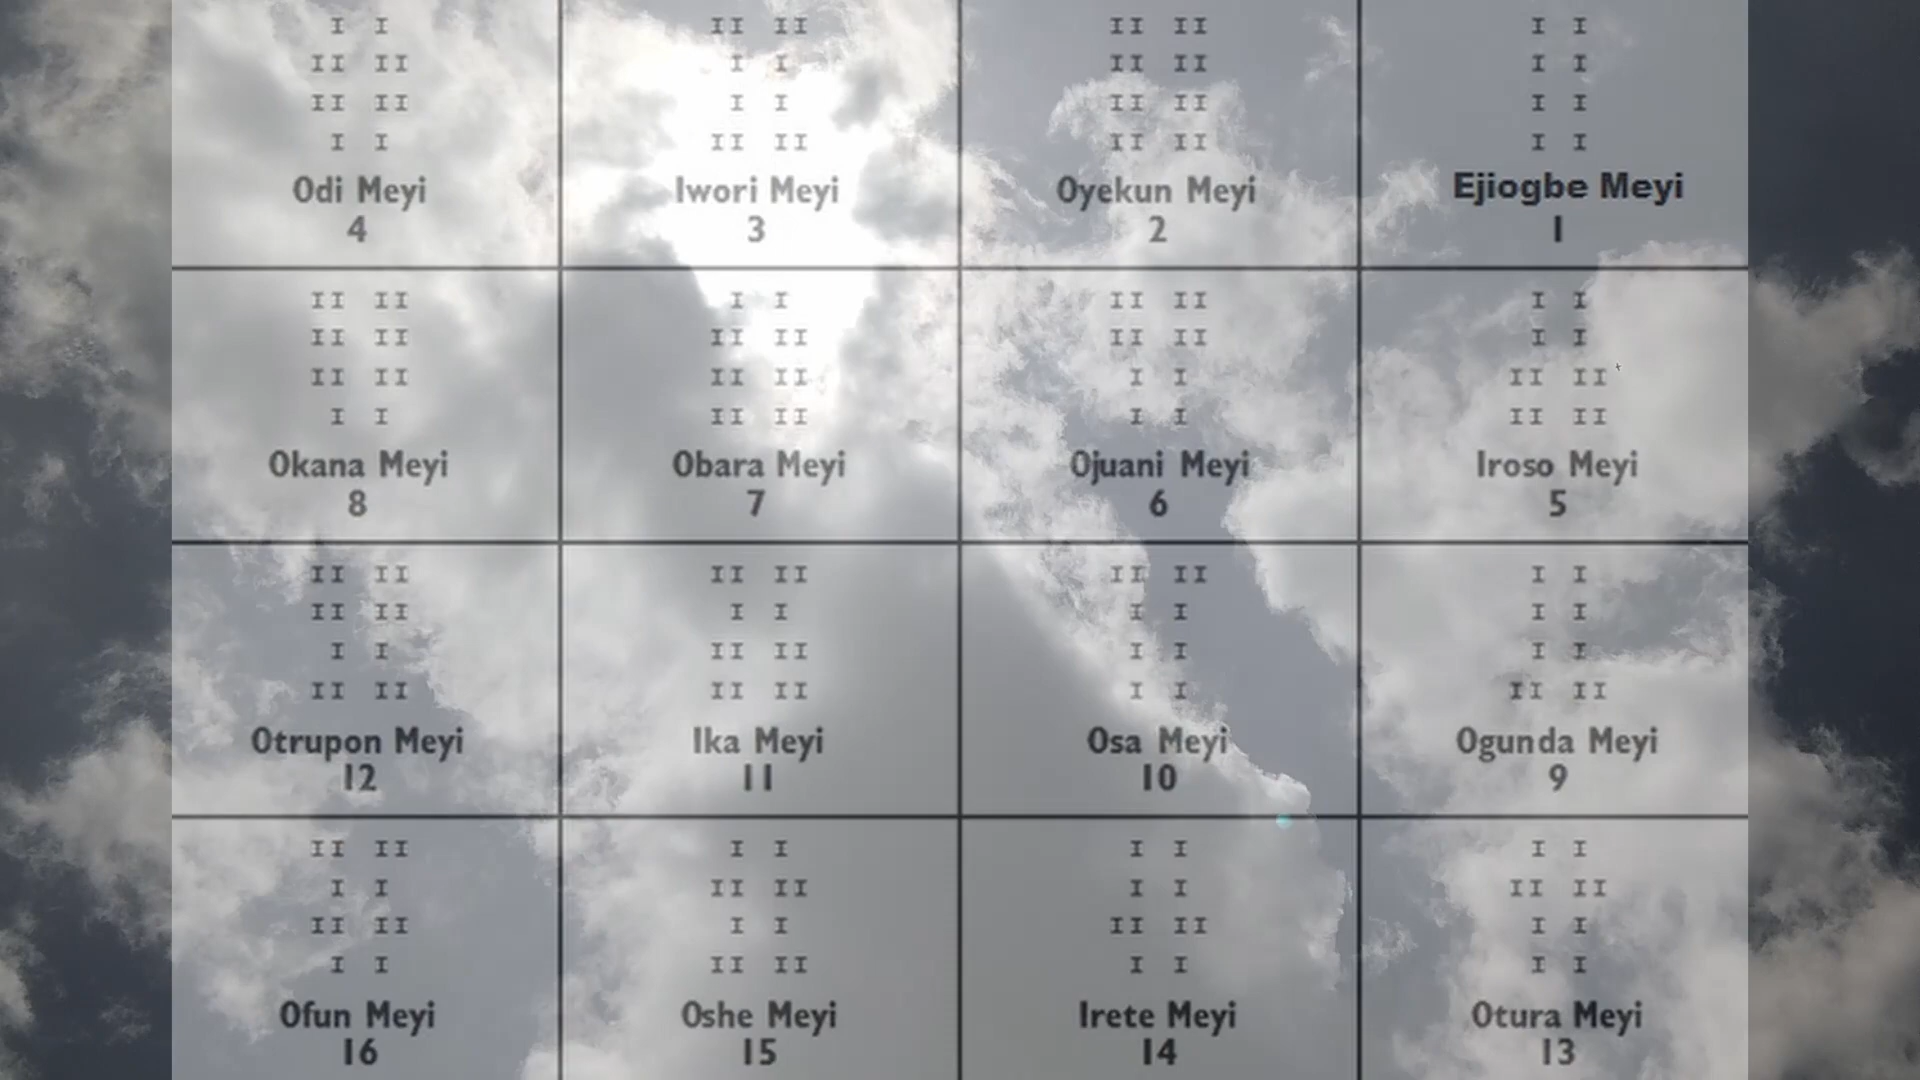 I I    II II    II II    I I
II II    I I    II II    I I
II II    I I    II II    I I
I I    II II    II II    I I
Odi Meyi    Iwori Meyi    Oyekun Meyi    Ejiogbe Meyi
4    3    2    1
II II    I I    II II    I I
II II    II II    II II    I I
II II    II II    I I    II II
I I    II II    I I    II II
Okana Meyi    Obara Meyi    Ojuani Meyi    Iroso Meyi
8    7    6    5
II II    II II    II II    I I
II II    I I    I I    I I
I I    II II    I I    I I
II II    II II    I I    II II
Otrupon Meyi    Ika Meyi    Osa Meyi    Ogunda Meyi
12    11    10    9
II II    I I    I I    I I
I I    II II    I I    II II
II II    I I    II II    I I
I I    II II    I I    I I
Ofun Meyi    Oshe Meyi    Irete Meyi    Otura Meyi
16    15    14    13